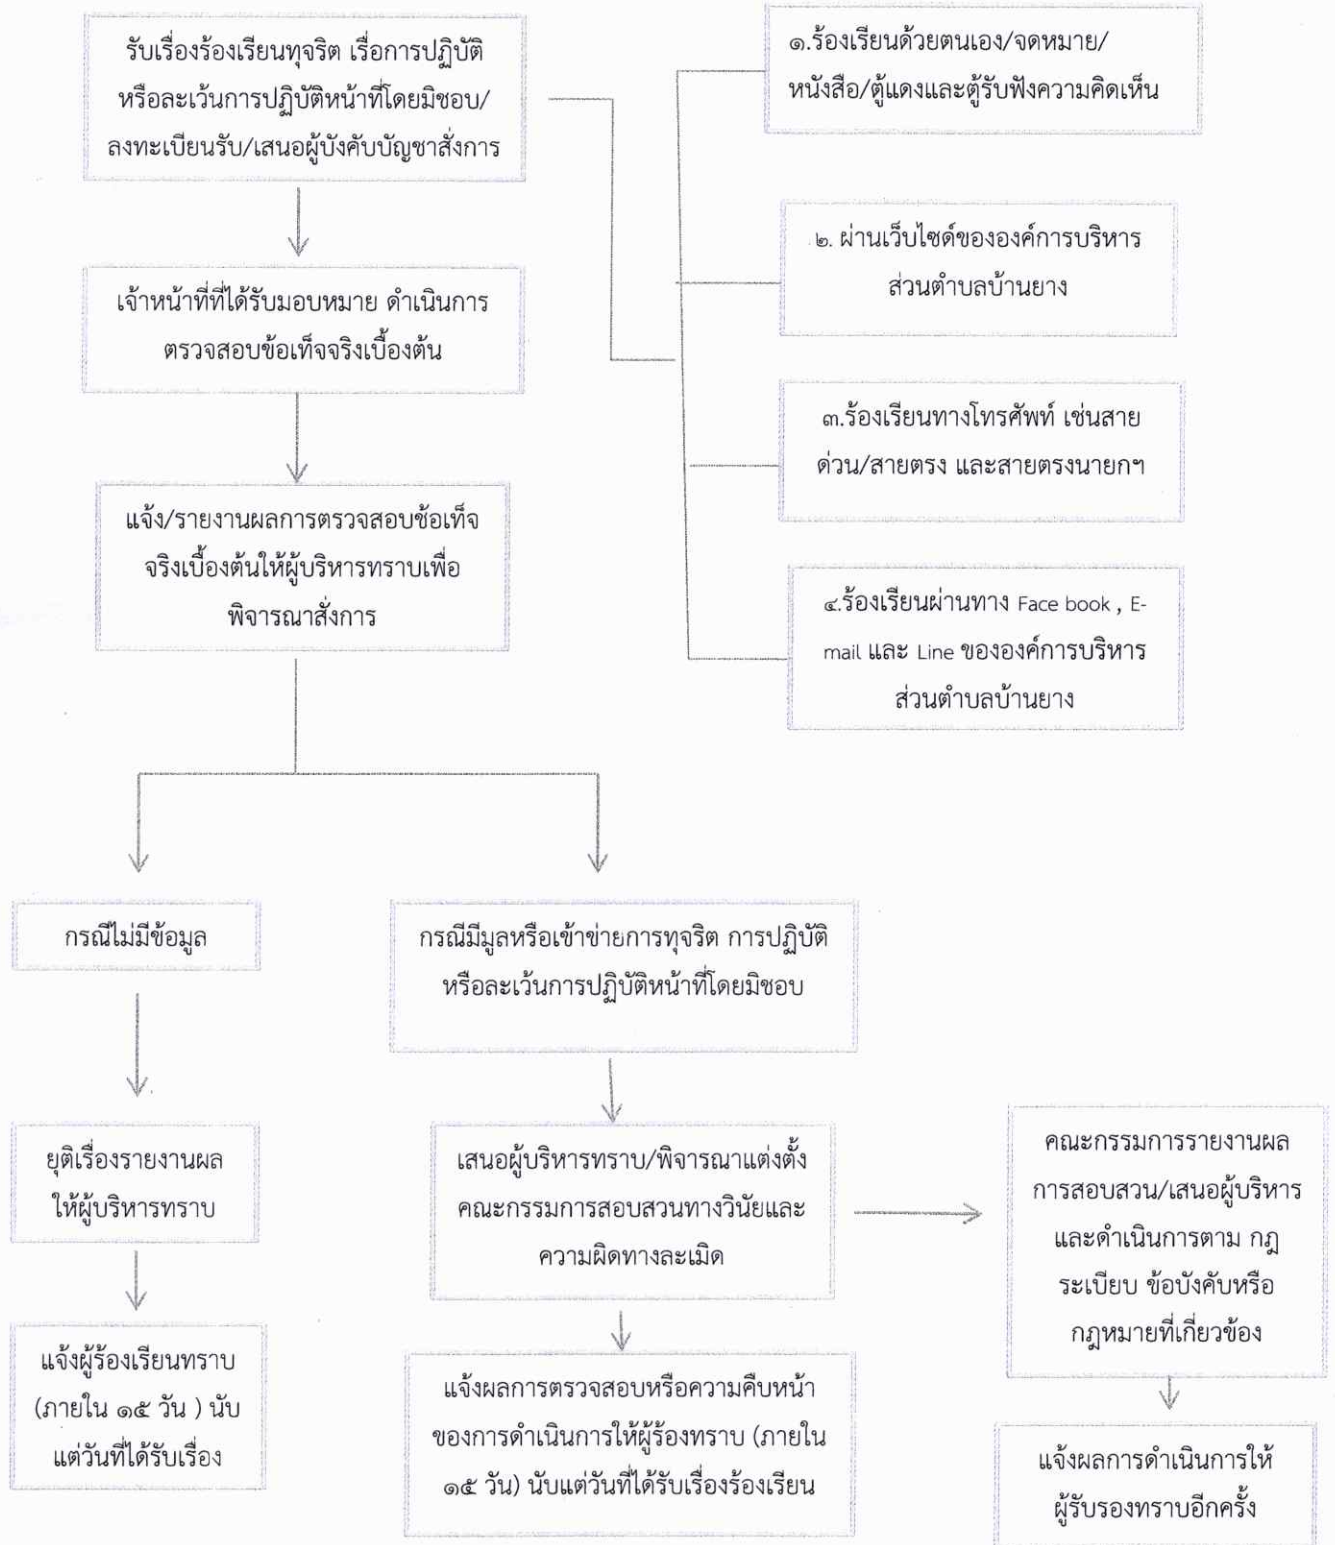 รับเรื่องร้องเรียนทุจริต เรื่อการปฏิบัติ
หรือละเว้นการปฏิบัติหน้าที่โดยมิชอบ/
ลงทะเบียนรับ/เสนอผู้บังคับบัญชาสั่งการ
๑.ร้องเรียนด้วยตนเอง/จดหมาย/
หนังสือ/ตู้แดงและตู้รับฟังความคิดเห็น
๒. ผ่านเว็บไซต์ขององค์การบริหาร
ส่วนตำบลบ้านยาง
๓.ร้องเรียนทางโทรศัพท์ เช่นสาย
ด่วน/สายตรง และสายตรงนายกฯ
๔.ร้องเรียนผ่านทาง Face book , E-
mail และ Line ขององค์การบริหาร
ส่วนตำบลบ้านยาง
เจ้าหน้าที่ที่ได้รับมอบหมาย ดำเนินการ
ตรวจสอบข้อเท็จจริงเบื้องต้น
แจ้ง/รายงานผลการตรวจสอบข้อเท็จ
จริงเบื้องต้นให้ผู้บริหารทราบเพื่อ
พิจารณาสั่งการ
กรณีไม่มีข้อมูล
ยุติเรื่องรายงานผล
ให้ผู้บริหารทราบ
แจ้งผู้ร้องเรียนทราบ
(ภายใน ๑๕ วัน ) นับ
แต่วันที่ได้รับเรื่อง
กรณีมีมูลหรือเข้าข่ายการทุจริต การปฏิบัติ
หรือละเว้นการปฏิบัติหน้าที่โดยมิชอบ
เสนอผู้บริหารทราบ/พิจารณาแต่งตั้ง
คณะกรรมการสอบสวนทางวินัยและ
ความผิดทางละเมิด
แจ้งผลการตรวจสอบหรือความคืบหน้า
ของการดำเนินการให้ผู้ร้องทราบ (ภายใน
๑๕ วัน) นับแต่วันที่ได้รับเรื่องร้องเรียน
คณะกรรมการรายงานผล
การสอบสวน/เสนอผู้บริหาร
และดำเนินการตาม กฎ
ระเบียบ ข้อบังคับหรือ
กฎหมายที่เกี่ยวข้อง
แจ้งผลการดำเนินการให้
ผู้รับรองทราบอีกครั้ง